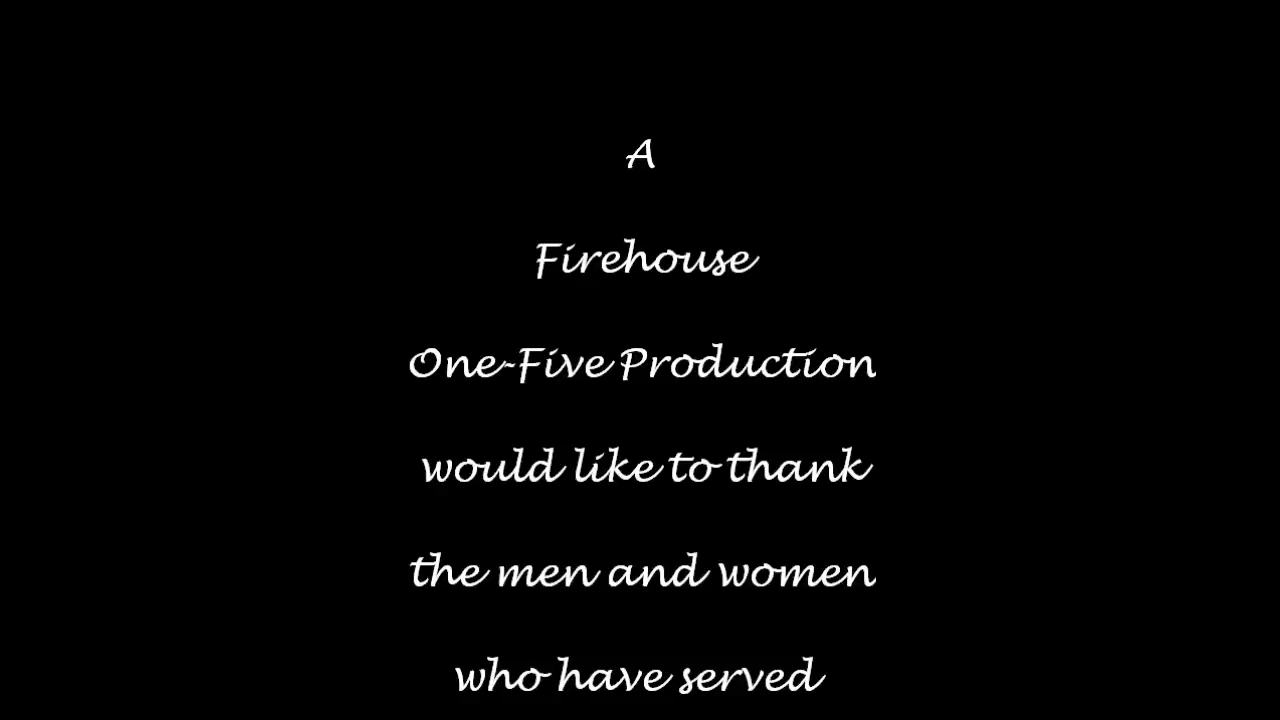 A
Firehouse
One-Five Production
would like to thank
the men and women
who have served